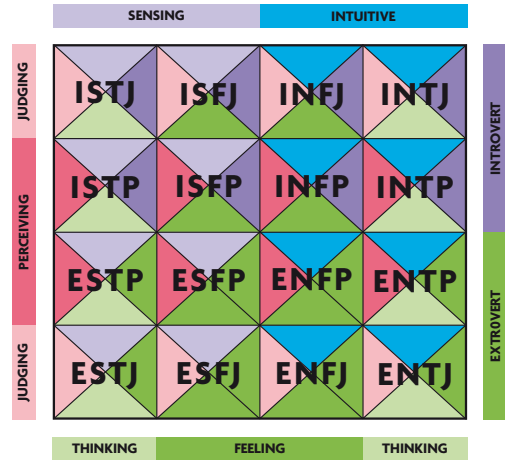 SENSING INTUITIVE
JUDGING
PERCEIVING
JUDGING
ISTJ ISFJ INFJ INTJ
ISTP ISFP INFP INTP
ESTP ESFP ENFP ENTP
ESTJ ESFJ ENFJ ENTJ
INTROVERT
EXTR0VERT
THINKING FEELING THINKING